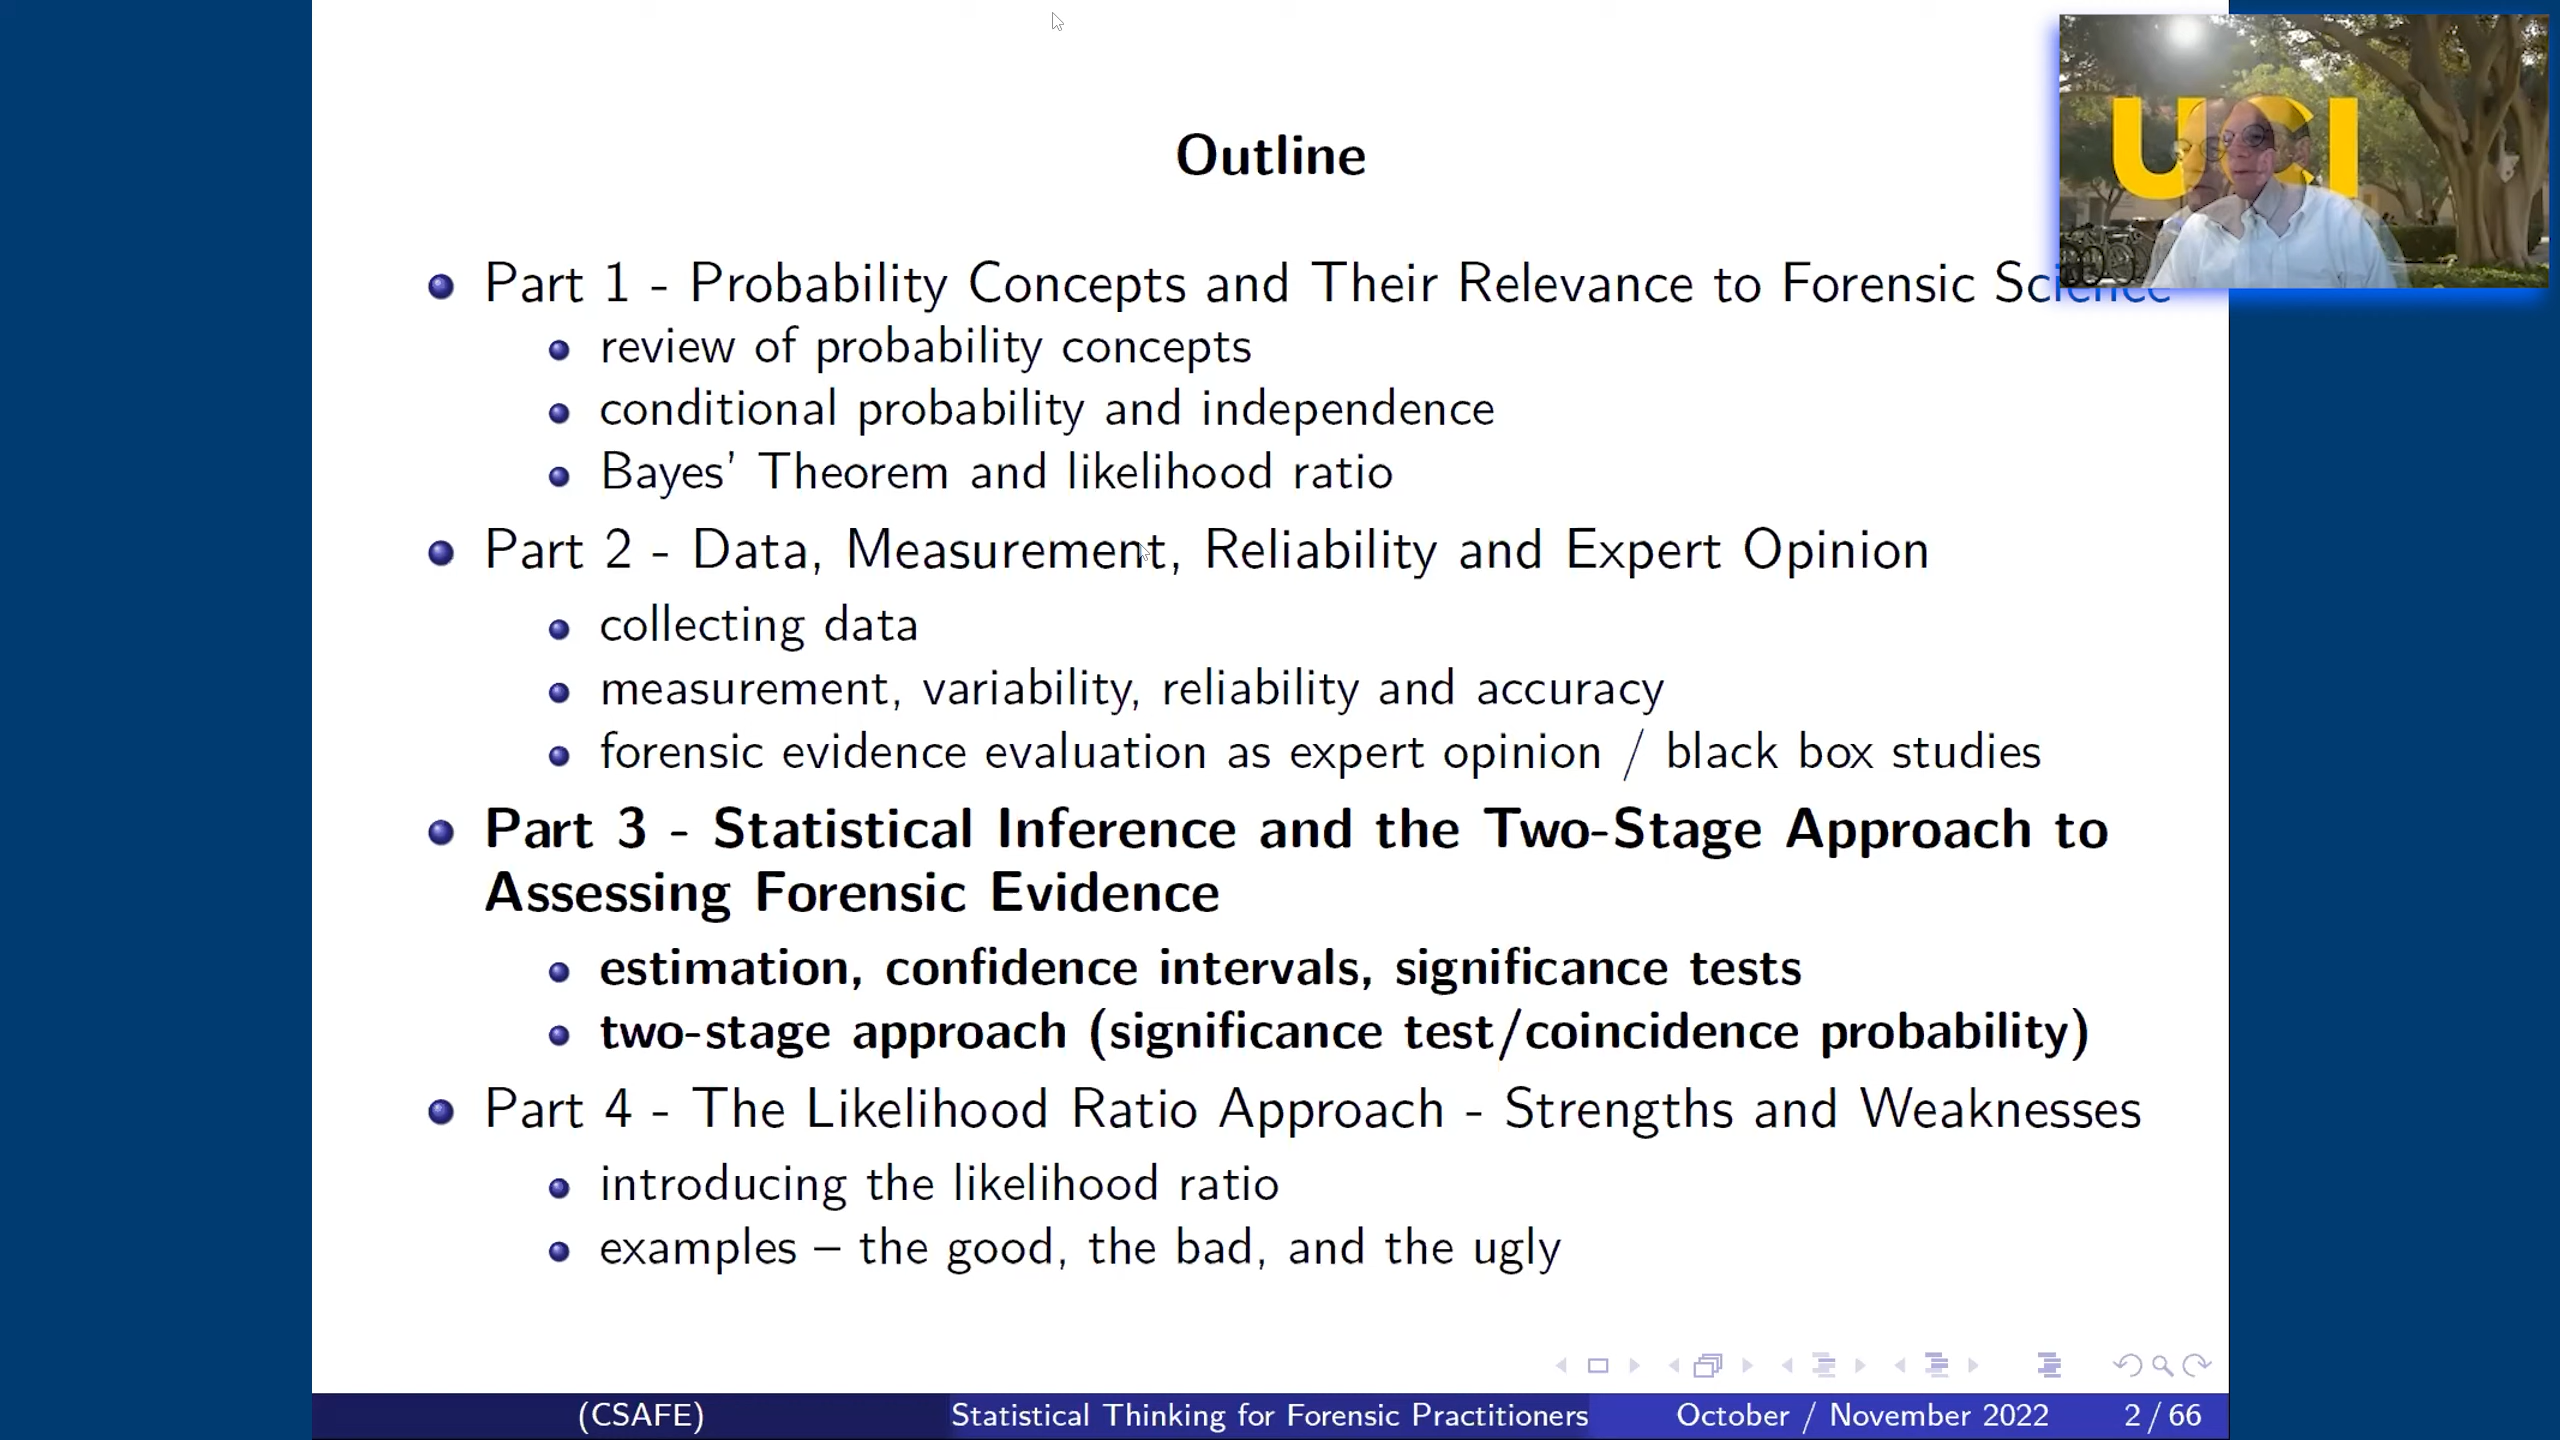 Outline
UCI
Part 1 - Probability Concepts and Their Relevance to Forensic Science
review of probability concepts
conditional probability and independence
Bayes' Theorem and likelihood ratio
Part 2 - Data, Measurement, Reliability and Expert Opinion
collecting data
measurement, variability, reliability and accuracy
forensic evidence evaluation as expert opinion / black box studies
Part 3 - Statistical Inference and the Two-Stage Approach to
Assessing Forensic Evidence
estimation, confidence intervals, significance tests
two-stage approach (significance test/coincidence probability)
Part 4 - The Likelihood Ratio Approach - Strengths and Weaknesses
introducing the likelihood ratio
examples – the good, the bad, and the ugly
(CSAFE) Statistical Thinking for Forensic Practitioners October / November 2022 2 / 66